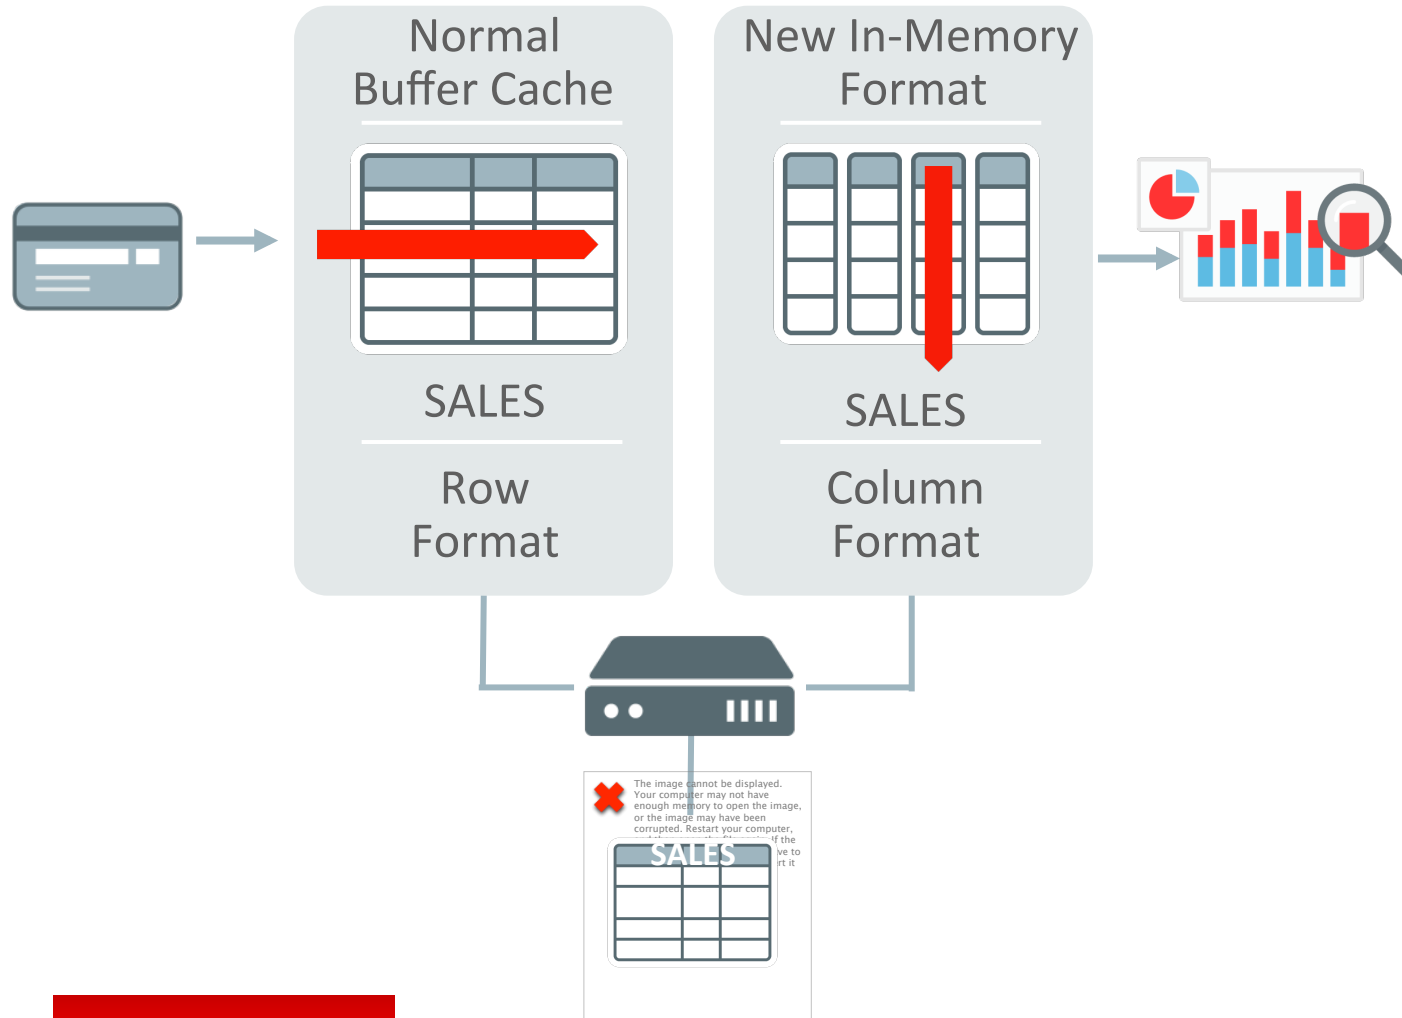 Normal
Buffer Cache
SALES
Row
Format
New In-Memory
Format
SALES
Column
Format
The image cannot be displayed.
Your computer may not have
enough memory to open the image,
or the image may have been
corrupted. Restart your computer,
If the
SALES